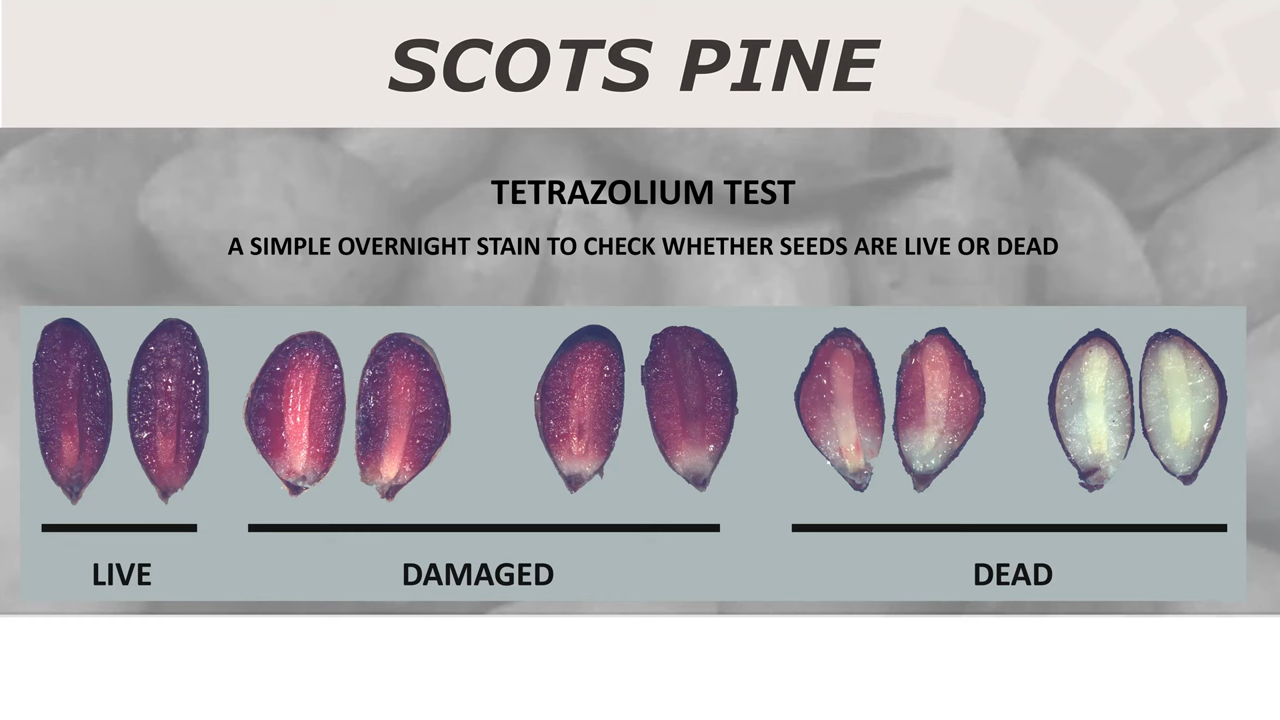 SCOTS PINE
TETRAZOLIUM TEST
A SIMPLE OVERNIGHT STAIN TO CHECK WHETHER SEEDS ARE LIVE OR DEAD
LIVE
DAMAGED
DEAD